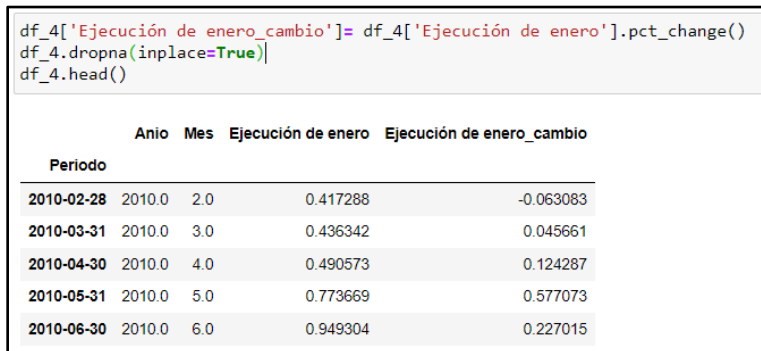 df_4['Ejecución de enero_cambio']= df_4['Ejecución de enero'].pct_change()
df_4.dropna(inplace=True)
df_4.head()
Anio Mes Ejecución de enero Ejecución de enero_cambio
Periodo
2010-02-28 2010.0 2.0 0.417288 -0.063083
2010-03-31 2010.0 3.0 0.436342 0.045661
2010-04-30 2010.0 4.0 0.490573 0.124287
2010-05-31 2010.0 5.0 0.773669 0.577073
2010-06-30 2010.0 6.0 0.949304 0.227015